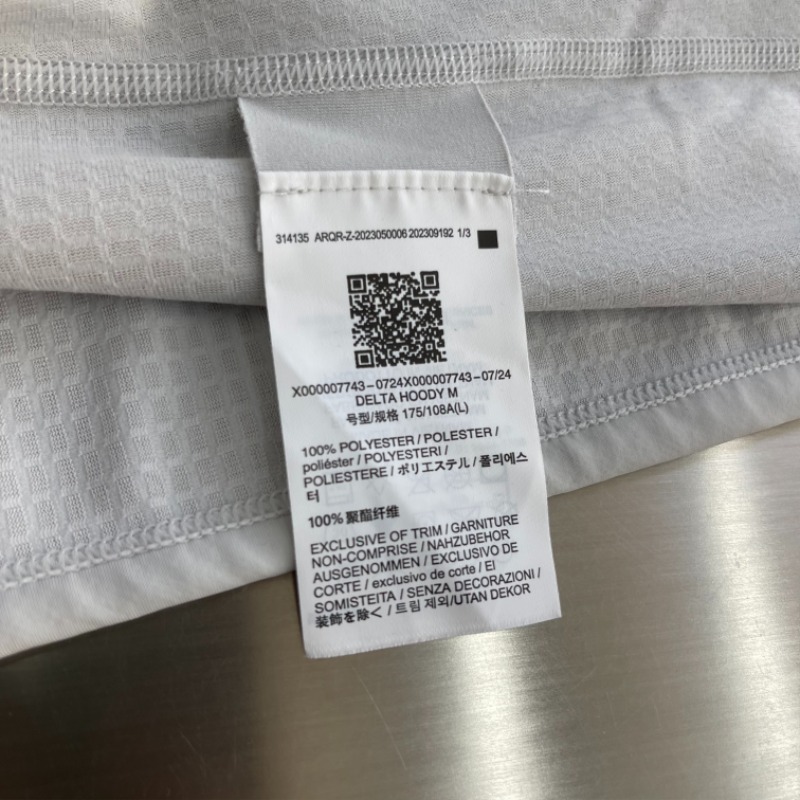 314135 ARQR-Z-2023050006 202309192 1/3
X000007743-0724X000007743-07/24
DELTA HOODY M
号型/规格 175/108A(L)
100% POLYESTER / POLESTER /
poliéster / POLYESTERI /
POLIESTERE / ポリエステル / 폴리에스
터
100% 聚酯纤维
EXCLUSIVE OF TRIM / GARNITURE
NON-COMPRISE / NAHZUBEHOR
AUSGENOMMEN / EXCLUSIVO DE
CORTE / exclusivo de corte / EI
SOMISTEITA / SENZA DECORAZIONI /
装飾を除く / 트림 제외/UTAN DEKOR